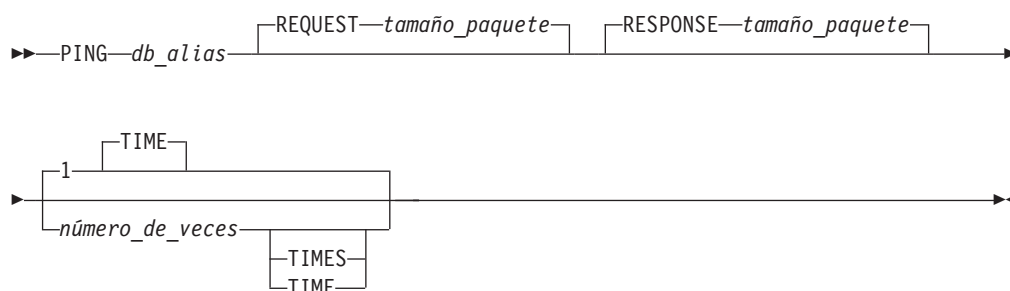 REQUEST tamaño_paquete RESPONSE tamaño_paquete
PING db_alias
TIME
1
número_de_veces
TIMES
TIME